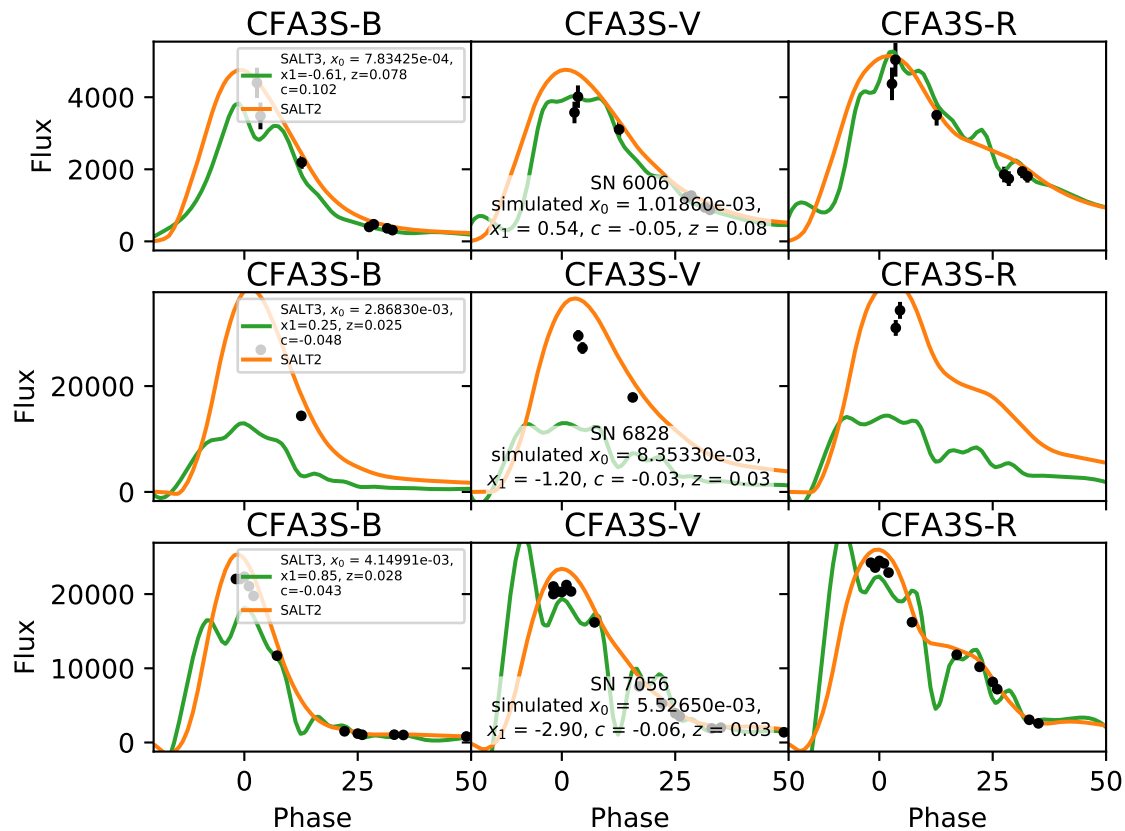 CFA3S-B CFA3S-V CFA3S-R
Flux
4000
2000
0
SALT3, x0 = 7.83425e-04,
x1=-0.61, z=0.078
c=0.102
SALT2
SN 6006
simulated x0 = 1.01860e-03,
x1 = 0.54, c = -0.05, z = 0.08
CFA3S-B CFA3S-V CFA3S-R
Flux
20000
0
SALT3, x0 = 2.86830e-03,
x1=0.25, z=0.025
c=-0.048
SALT2
SN 6828
simulated x0 = 8.35330e-03,
x1 = -1.20, c = -0.03, z = 0.03
CFA3S-B CFA3S-V CFA3S-R
Flux
20000
10000
0
SALT3, x0 = 4.14991e-03,
x1=0.85, z=0.028
c=-0.043
SALT2
SN 7056
simulated x0 = 5.52650e-03,
x1 = -2.90, c = -0.06, z = 0.03
0 25 50 0 25 50 0 25 50
Phase Phase Phase